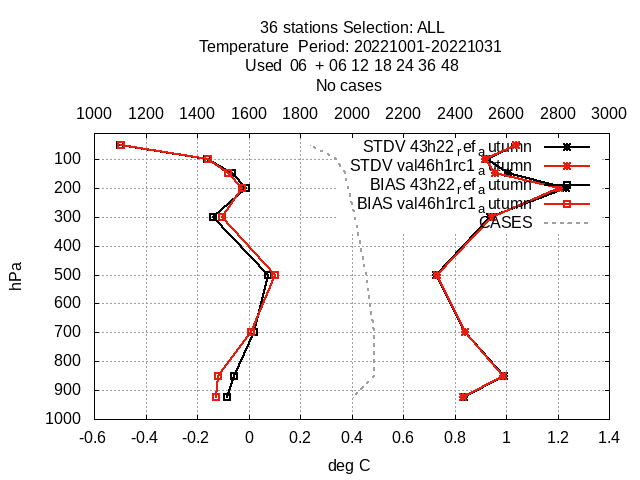 36 stations Selection: ALL
Temperature Period: 20221001-20221031
Used 06 + 06 12 18 24 36 48
No cases
1000 1200 1400 1600 1800 2000 2200 2400 2600 2800 3000
STDV 43h22_ref_autumn
STDV val46h1rc1_autumn
BIAS 43h22_ref_autumn
BIAS val46h1rc1_autumn
CASES
100
200
300
400
500
600
700
800
900
1000
hPa
-0.6 -0.4 -0.2 0 0.2 0.4 0.6 0.8 1 1.2 1.4
deg C